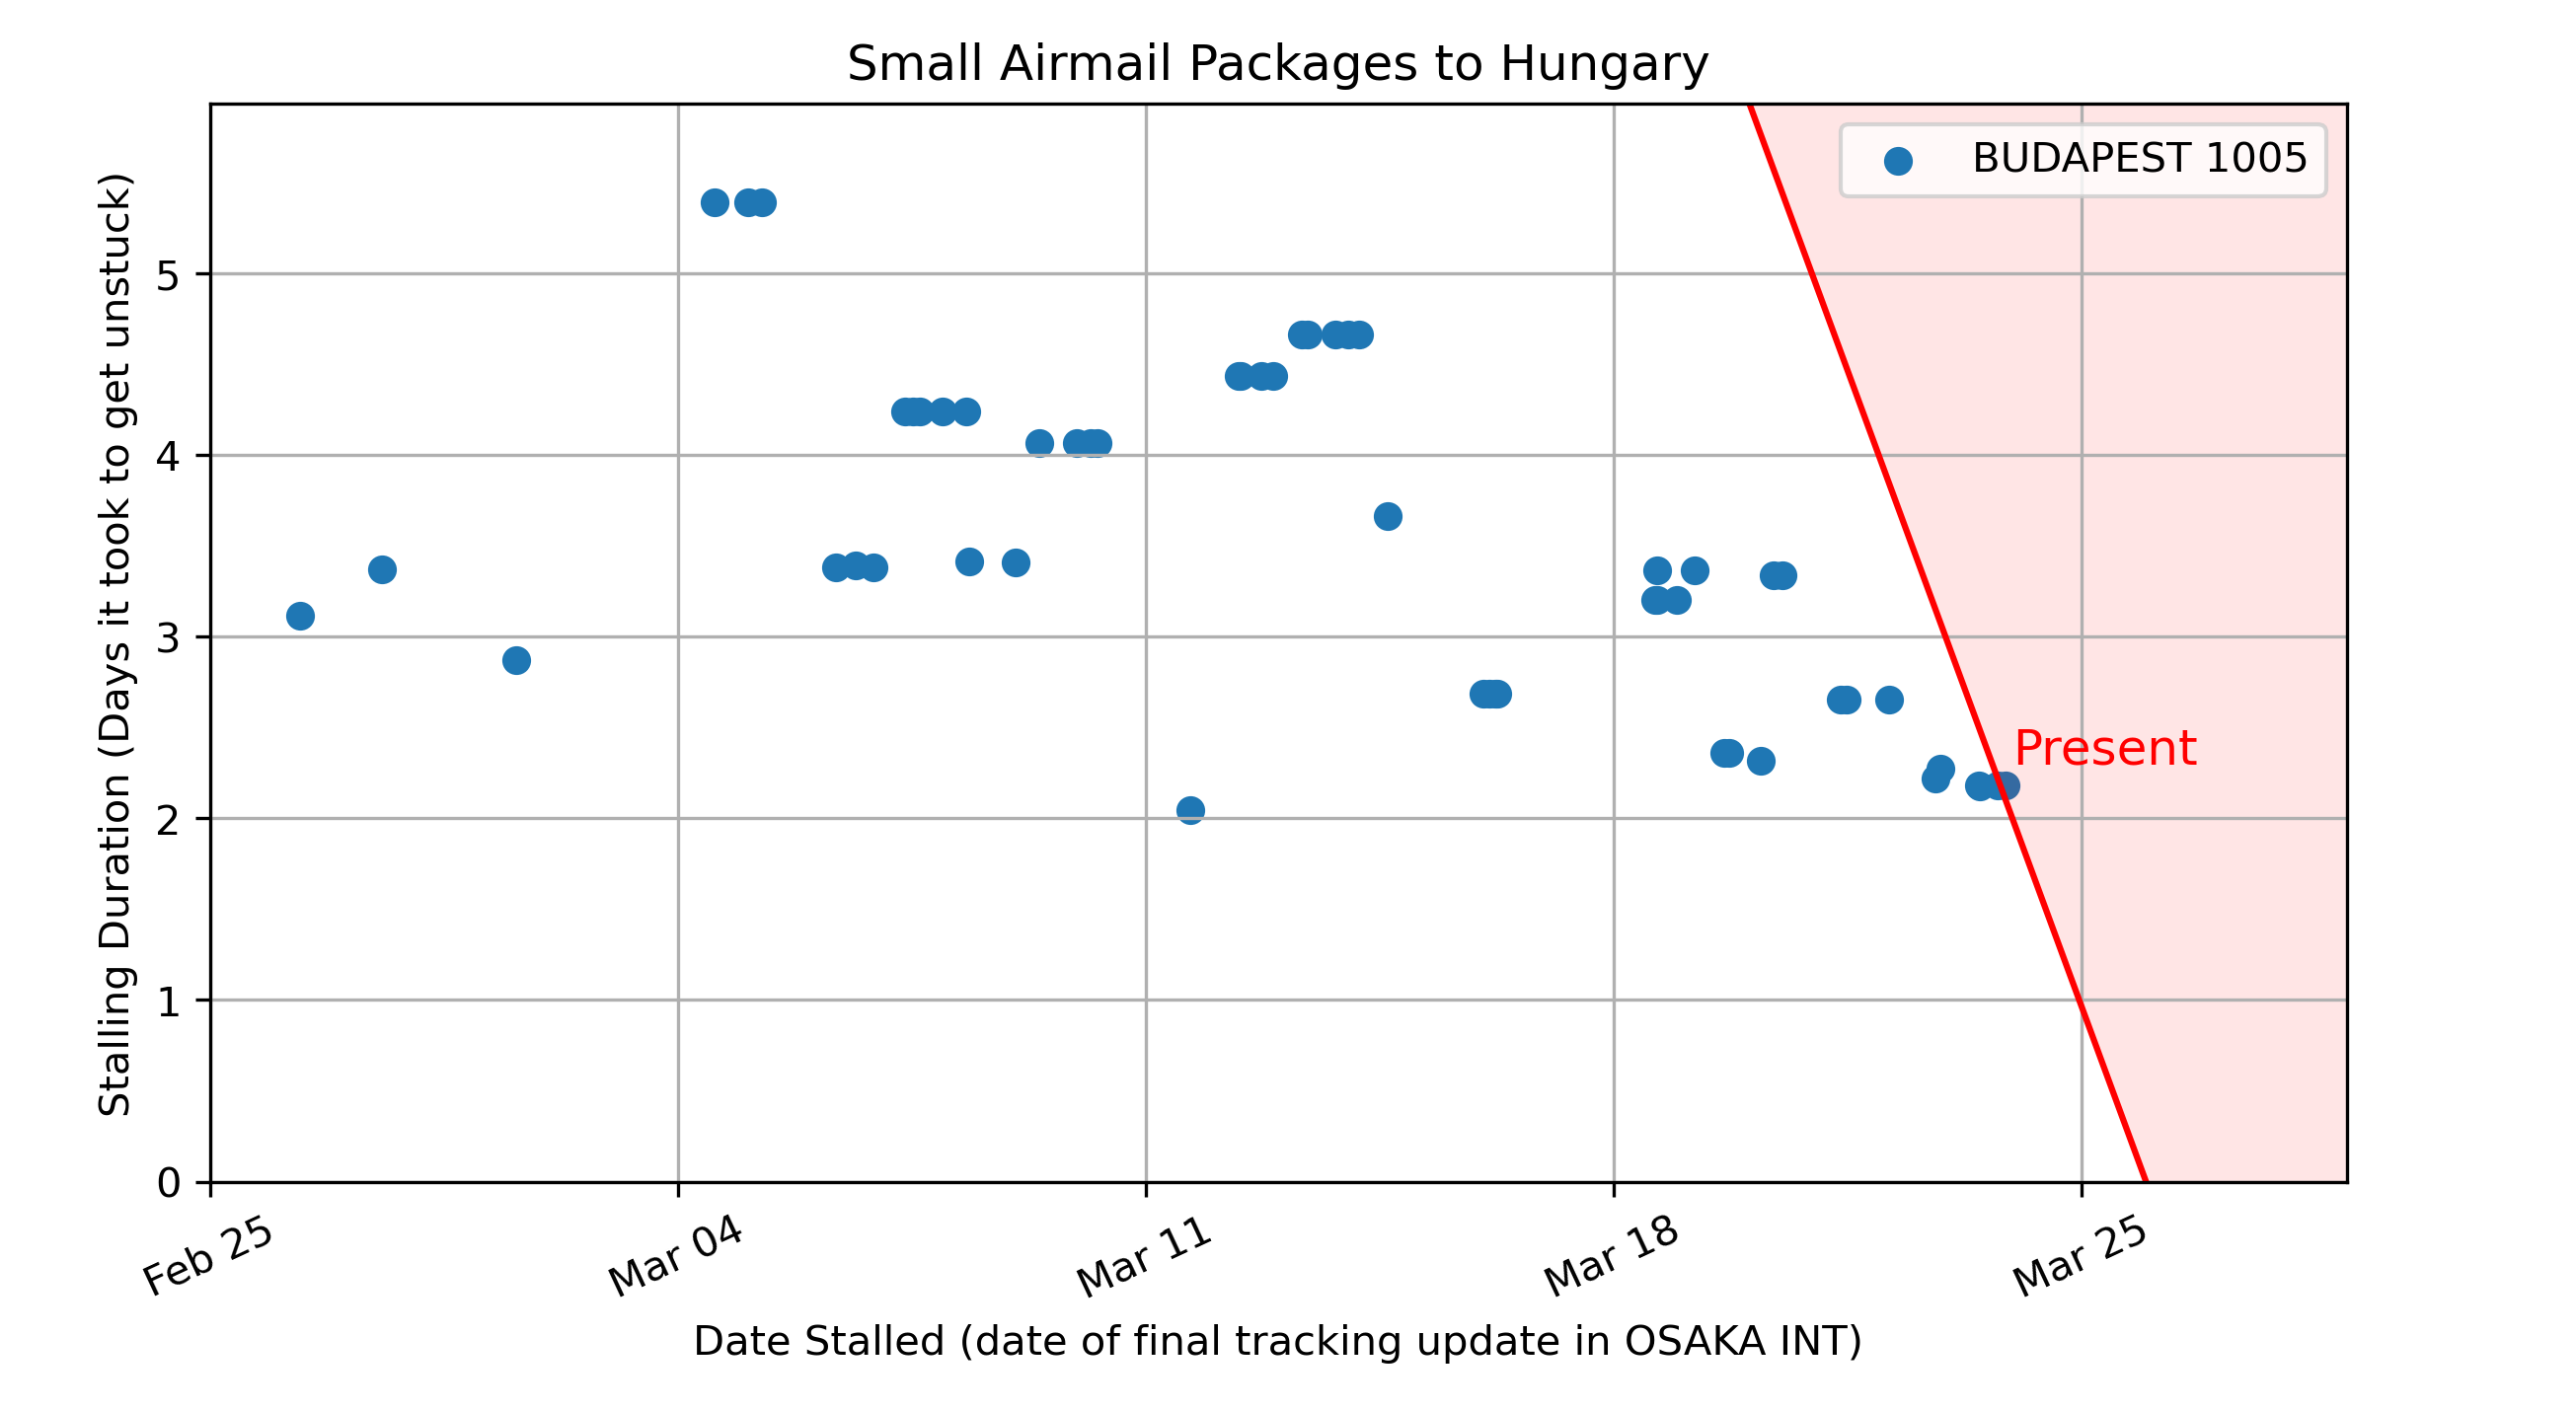 Small Airmail Packages to Hungary
BUDAPEST 1005
Present
Stalling Duration (Days it took to get unstuck)
5
4
3
2
1
0
Feb 25
Mar 04
Mar 11
Mar 18
Mar 25
Date Stalled (date of final tracking update in OSAKA INT)